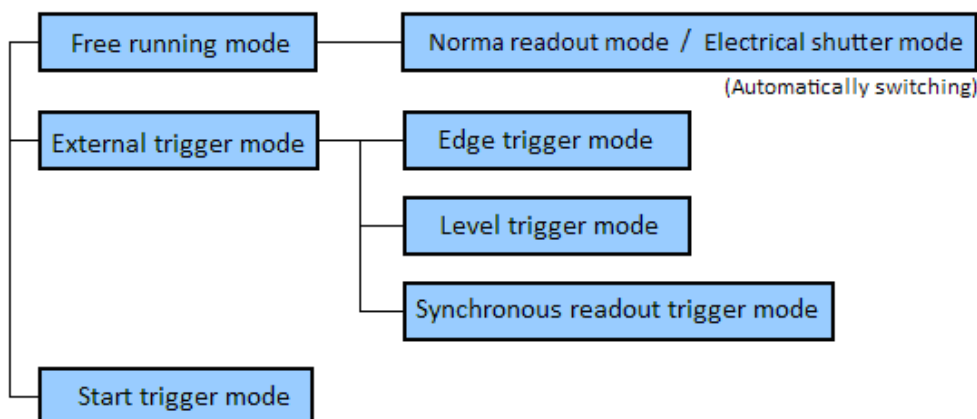 Free running mode
Norma readout mode / Electrical shutter mode
(Automatically switching)
External trigger mode
Edge trigger mode
Level trigger mode
Synchronous readout trigger mode
Start trigger mode